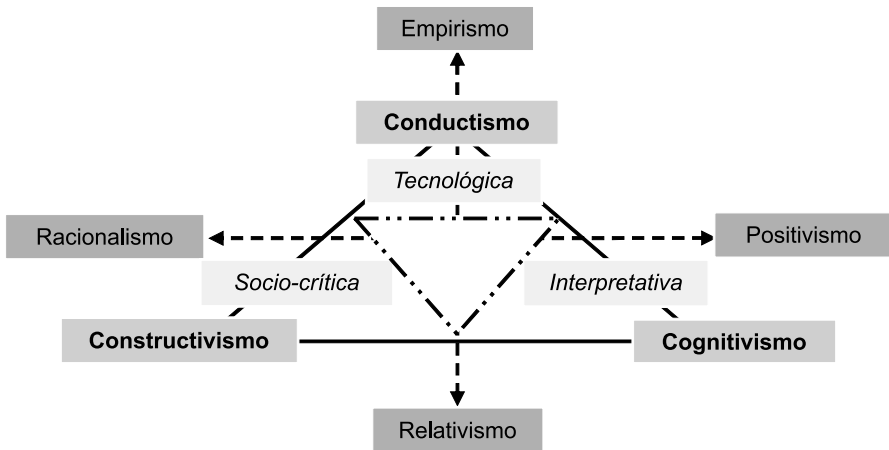 Empirismo
Conductismo
Tecnológica
Racionalismo
Positivismo
Socio-crítica
Interpretativa
Constructivismo
Cognitivismo
Relativismo